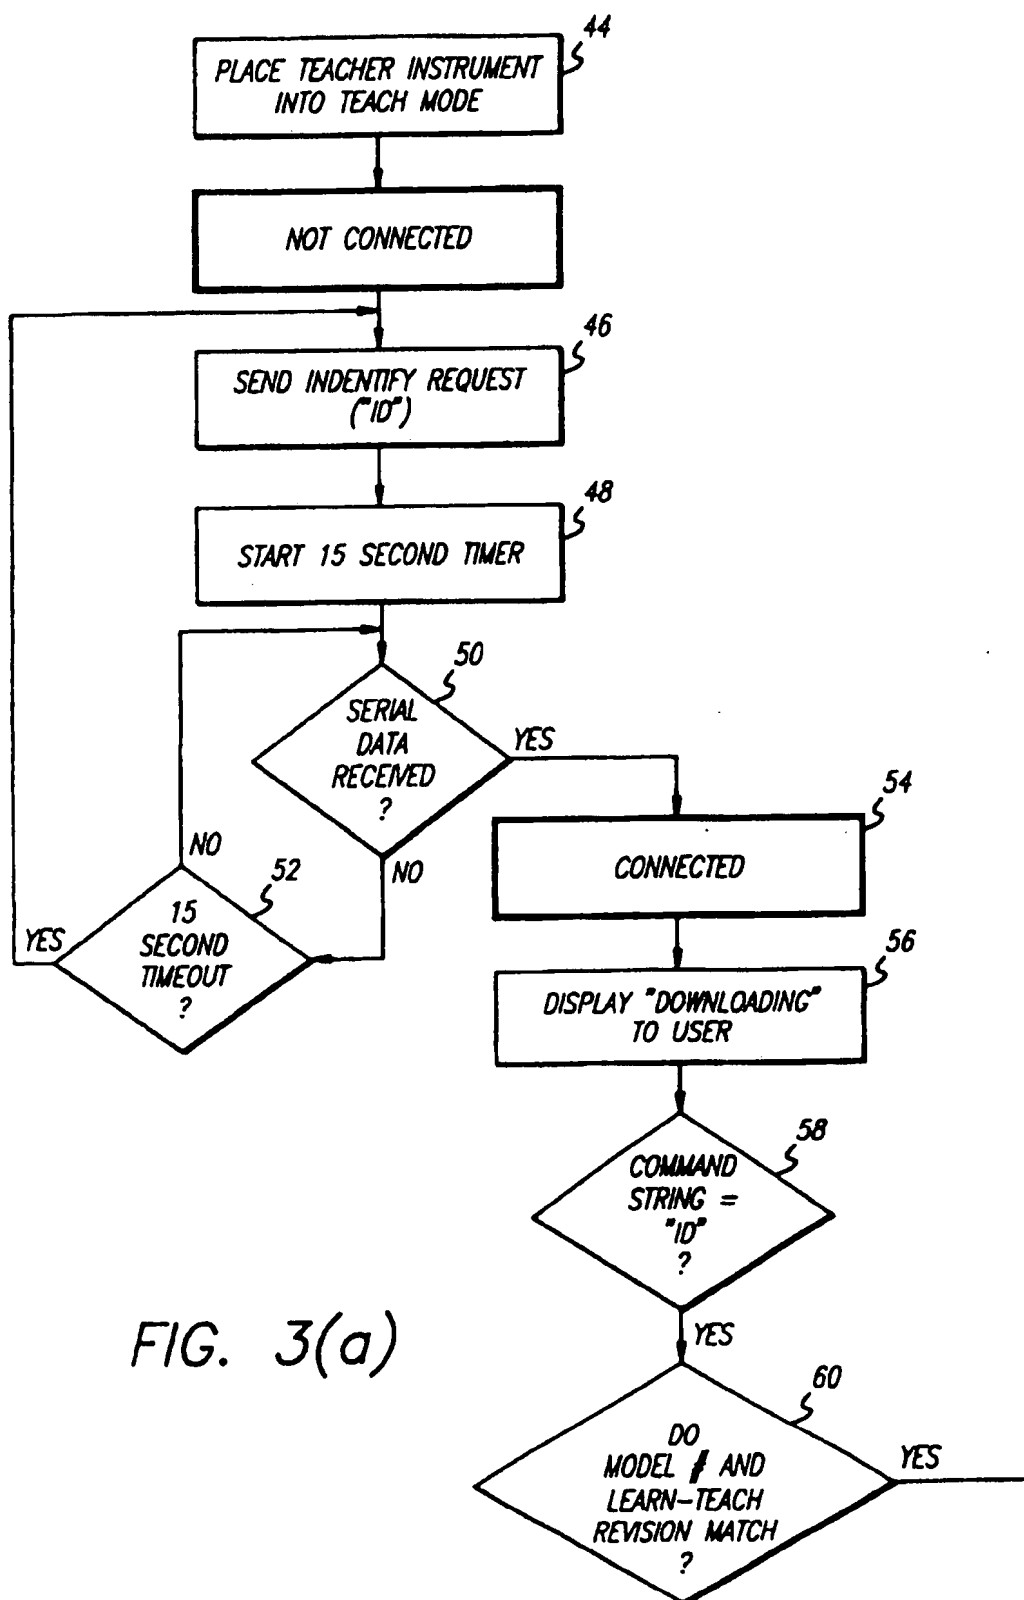 44
PLACE TEACHER INSTRUMENT
INTO TEACH MODE
NOT CONNECTED
46
SEND INDENTIFY REQUEST
("ID")
48
START 15 SECOND TIMER
50
SERIAL
DATA
RECEIVED
?
YES
NO
54
CONNECTED
NO
52
15
SECOND
TIMEOUT
?
YES
56
DISPLAY "DOWNLOADING"
TO USER
58
COMMAND
STRING =
"ID"
?
YES
FIG. 3(a)
60
DO
MODEL # AND
LEARN-TEACH
REVISION MATCH
?
YES